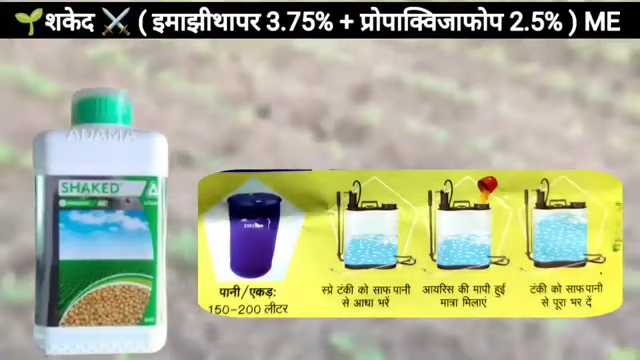 🌱शकेद ⚔️ ( इमाझीथापर 3.75% + प्रोपाक्विजाफोप 2.5% ) ME
ADAMA
SHAKED
पानी/एकड़:
150-200 लीटर
स्प्रे टंकी को साफ पानी
से आधा भरें
आयरिस की मापी हुई
मात्रा मिलाएं
टंकी को साफ पानी
से पूरा भर दें